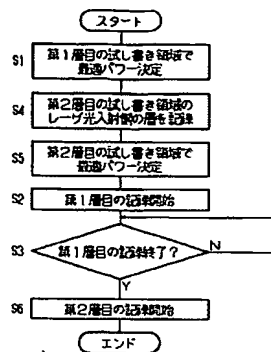 スタート
S1
第1層目の試し書き領域で
最適パワー決定
S4
第2層目の試し書き領域の
レーザ光入射側の層を記録
S5
第2層目の試し書き領域で
最適パワー決定
S2
第1層目の記録開始
S3
第1層目の記録終了?
N
Y
S6
第2層目の記録開始
エンド